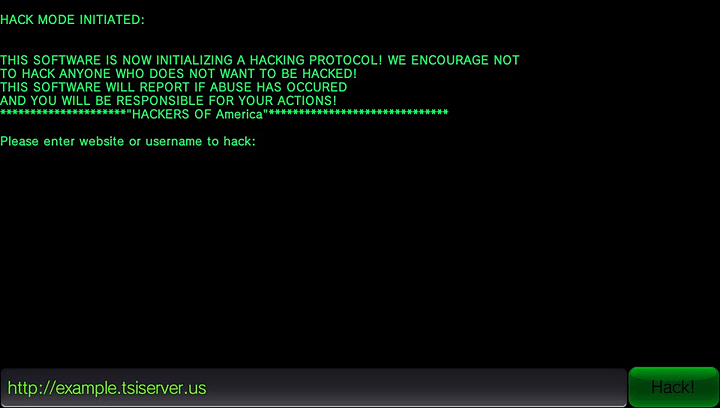 HACK MODE INITIATED:
THIS SOFTWARE IS NOW INITIALIZING A HACKING PROTOCOL! WE ENCOURAGE NOT
TO HACK ANYONE WHO DOES NOT WANT TO BE HACKED!
THIS SOFTWARE WILL REPORT IF ABUSE HAS OCCURED
AND YOU WILL BE RESPONSIBLE FOR YOUR ACTIONS!
*********************"HACKERS OF America"******************************
Please enter website or username to hack:
http://example.tsiserver.us
Hack!